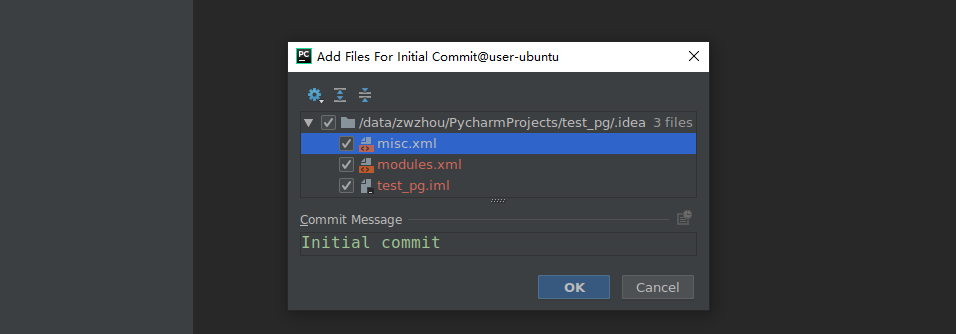 PC Add Files For Initial Commit@user-ubuntu
/data/zwzhou/PycharmProjects/test_pg/.idea 3 files
misc.xml
modules.xml
test_pg.iml
Commit Message
Initial commit
OK Cancel